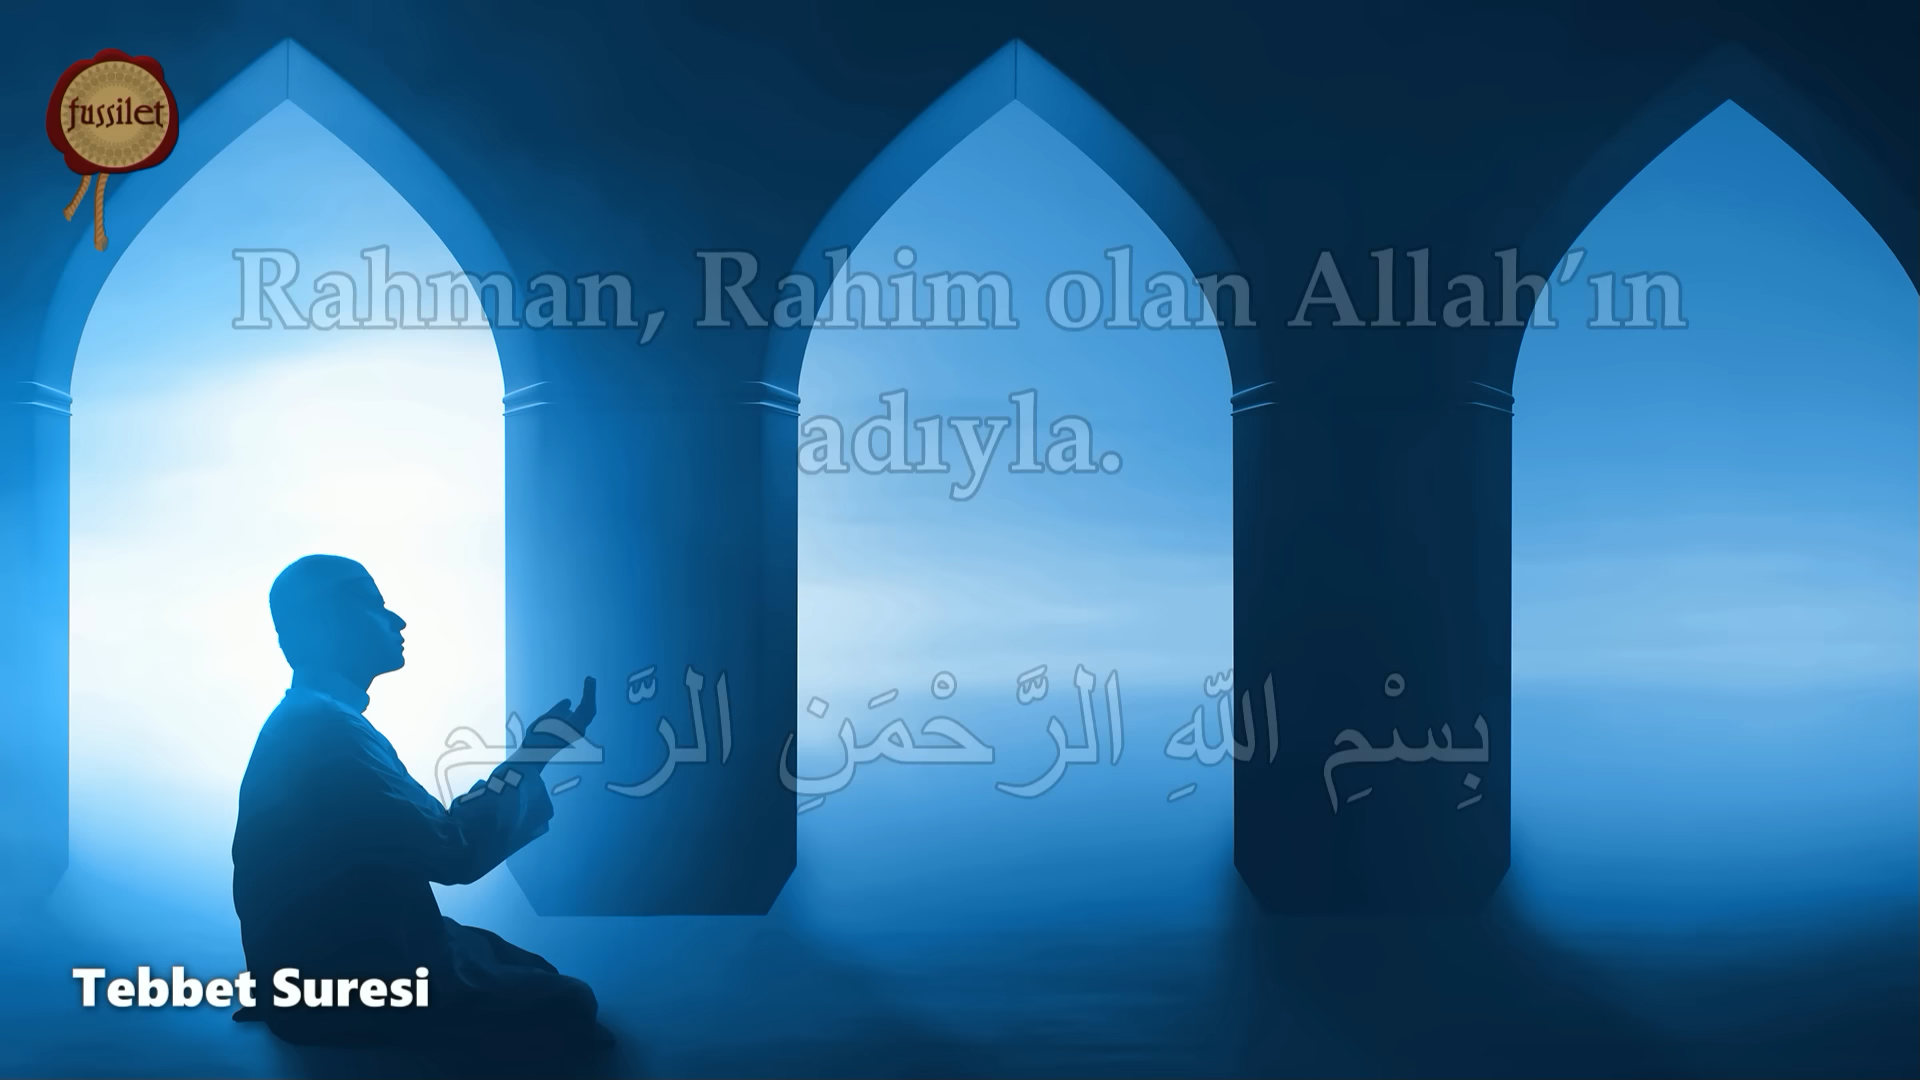 fussilet
Rahman, Rahim olan Allah’ın
adıyla.
بِسْمِ اللّٰهِ الرَّحْمَنِ الرَّحِيمِ
Tebbet Suresi